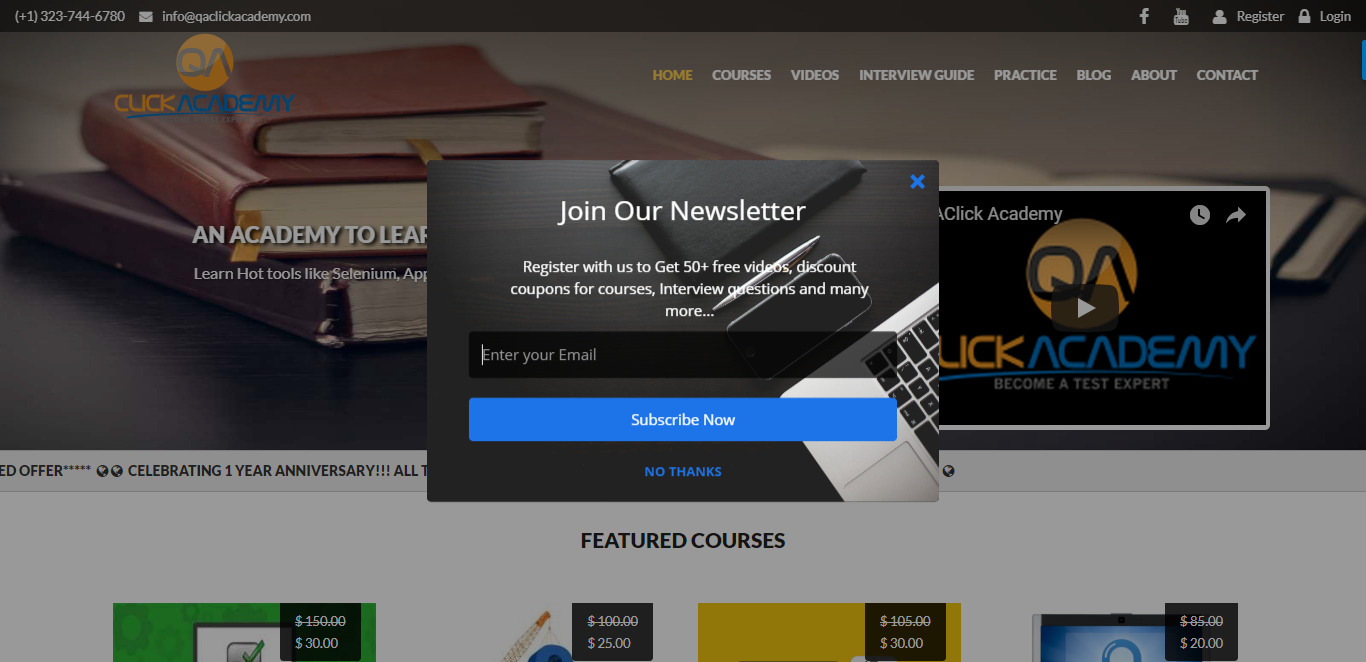 (+1) 323-744-6780 info@qaclickacademy.com Register Login
QA
CLICKACADEMY
HOME COURSES VIDEOS INTERVIEW GUIDE PRACTICE BLOG ABOUT CONTACT
Join Our Newsletter
Register with us to Get 50+ free videos, discount
coupons for courses, Interview questions and many
more...
Enter your Email
Subscribe Now
NO THANKS
AN ACADEMY TO LEAR
Learn Hot tools like Selenium, App
AClick Academy
QA
LICKACADEMY
BECOME A TEST EXPERT
ED OFFER***** CELEBRATING 1 YEAR ANNIVERSARY!!! ALL T
FEATURED COURSES
$ 150.00
$ 30.00
$ 100.00
$ 25.00
$ 105.00
$ 30.00
$ 85.00
$ 20.00